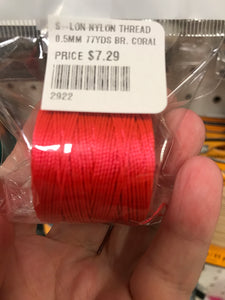 S--LON NYLON THREAD
0.5MM 77YDS BR. CORAL
PRICE $7.29
2922